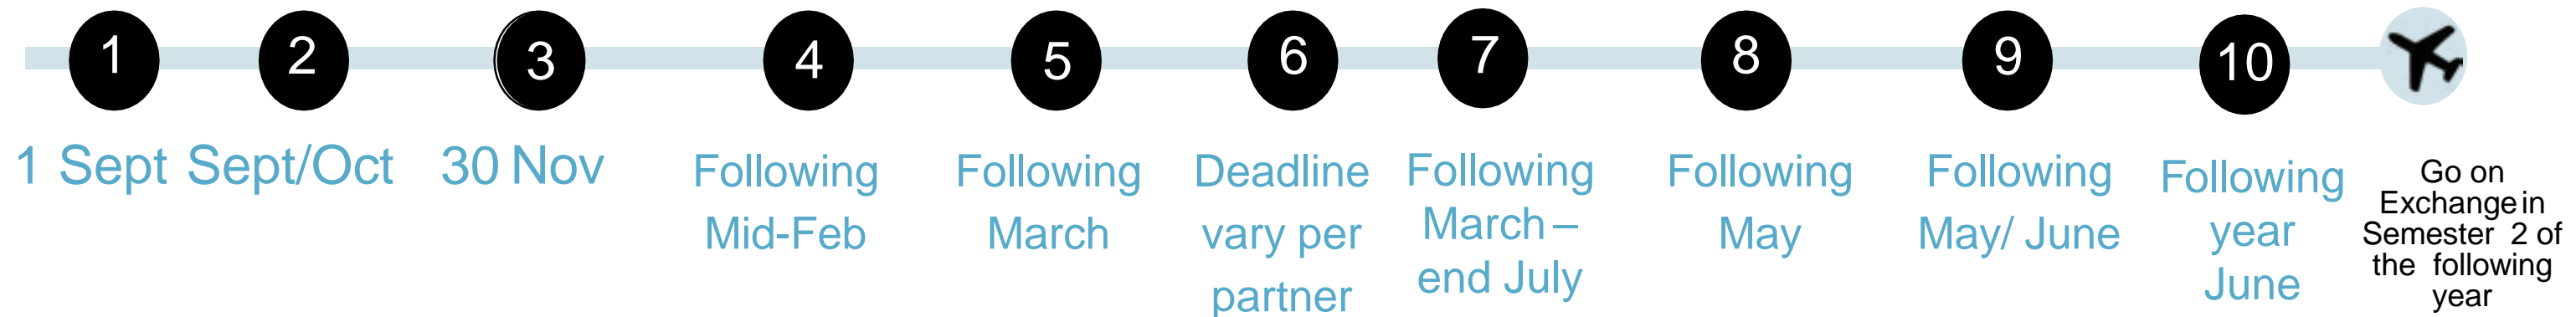 1
2
3
4
5
6
7
8
9
10
1 Sept
Sept/Oct
30 Nov
Following
Mid-Feb
Following
March
Deadline
vary per
partner
Following
March –
end July
Following
May
Following
May/ June
Following
year
June
Go on
Exchange in
Semester 2 of
the following
year